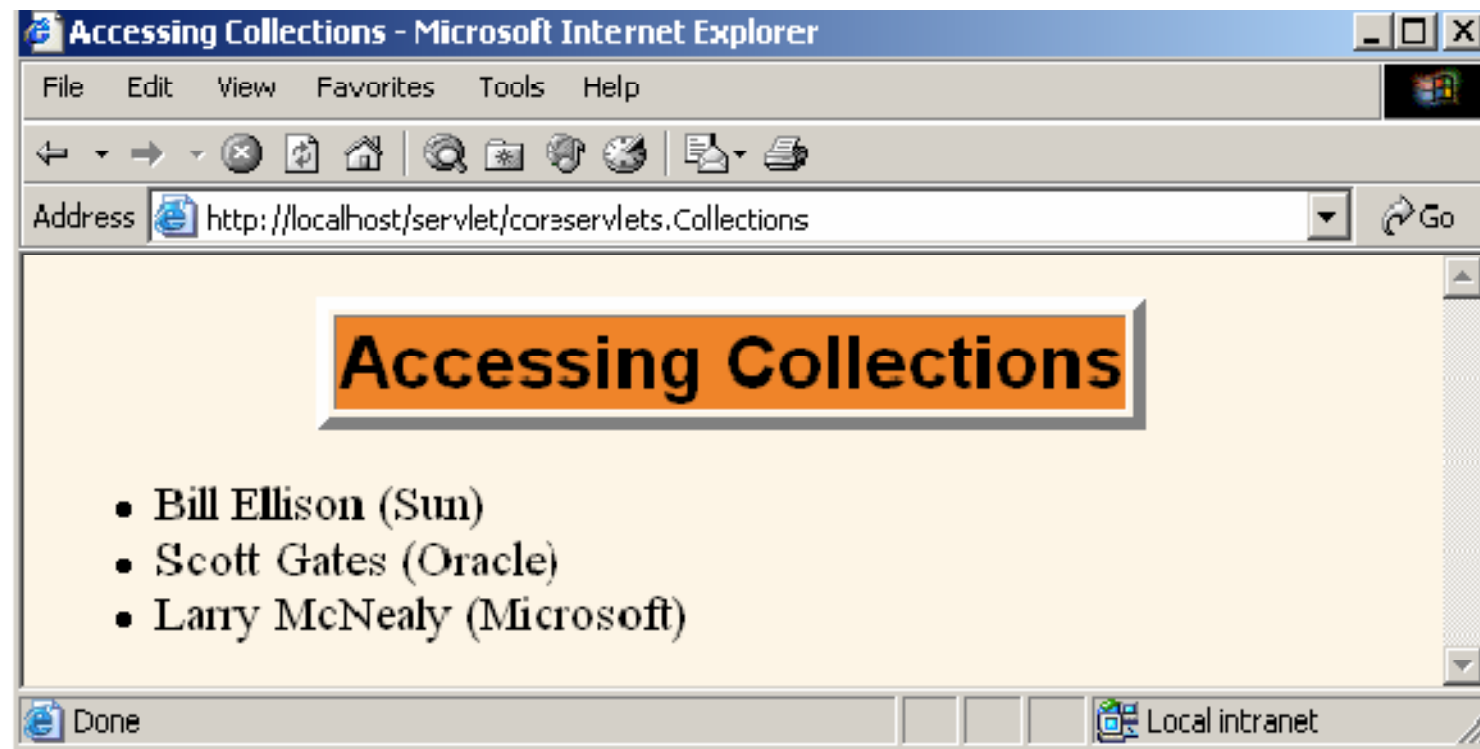 Accessing Collections - Microsoft Internet Explorer
File Edit View Favorites Tools Help
Address http://localhost/servlet/coreservlets.Collections Go
Accessing Collections
• Bill Ellison (Sun)
• Scott Gates (Oracle)
• Larry McNealy (Microsoft)
Done Local intranet